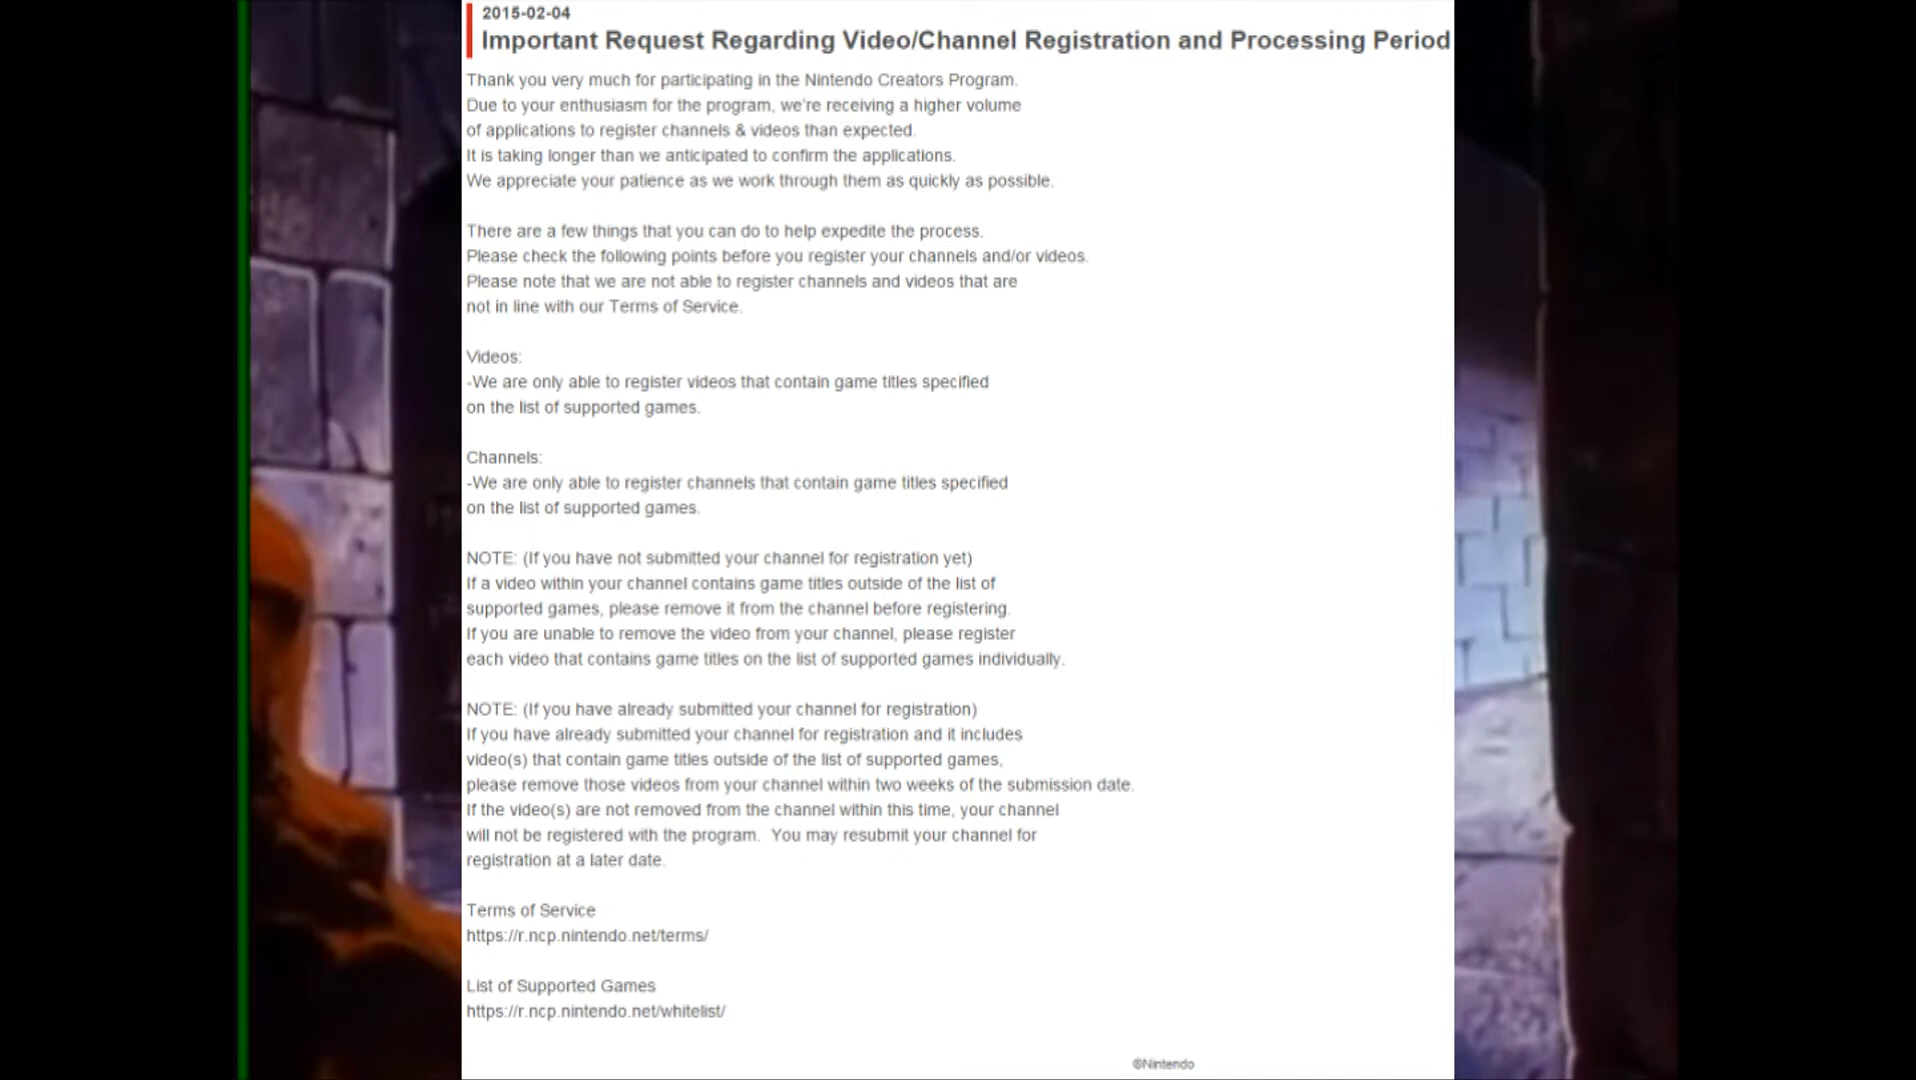 2015-02-04
Important Request Regarding Video/Channel Registration and Processing Period
Thank you very much for participating in the Nintendo Creators Program.
Due to your enthusiasm for the program, we're receiving a higher volume
of applications to register channels & videos than expected.
It is taking longer than we anticipated to confirm the applications.
We appreciate your patience as we work through them as quickly as possible.
There are a few things that you can do to help expedite the process.
Please check the following points before you register your channels and/or videos.
Please note that we are not able to register channels and videos that are
not in line with our Terms of Service.
Videos:
-We are only able to register videos that contain game titles specified
on the list of supported games.
Channels:
-We are only able to register channels that contain game titles specified
on the list of supported games.
NOTE: (If you have not submitted your channel for registration yet)
If a video within your channel contains game titles outside of the list of
supported games, please remove it from the channel before registering.
If you are unable to remove the video from your channel, please register
each video that contains game titles on the list of supported games individually.
NOTE: (If you have already submitted your channel for registration)
If you have already submitted your channel for registration and it includes
video(s) that contain game titles outside of the list of supported games,
please remove those videos from your channel within two weeks of the submission date.
If the video(s) are not removed from the channel within this time, your channel
will not be registered with the program.  You may resubmit your channel for
registration at a later date.
Terms of Service
https://r.ncp.nintendo.net/terms/
List of Supported Games
https://r.ncp.nintendo.net/whitelist/
©Nintendo